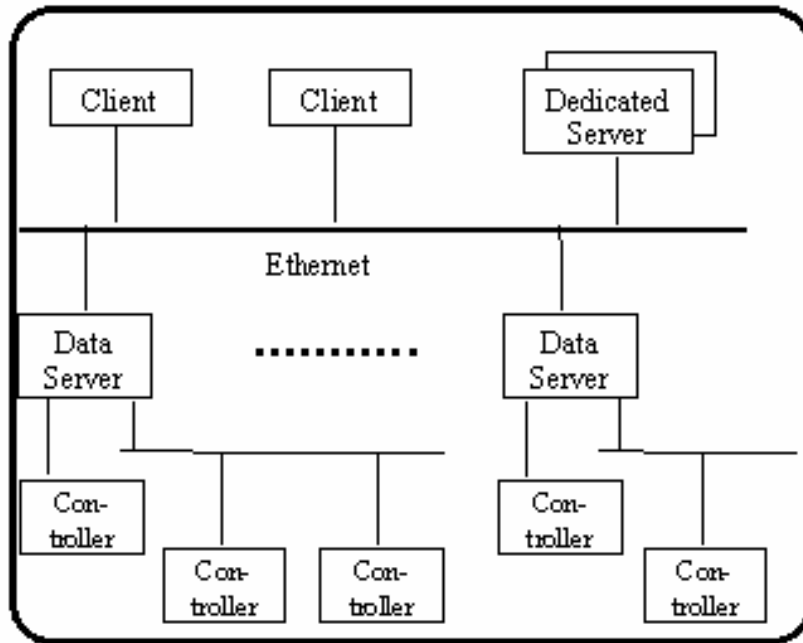 Client
Client
Dedicated
Server
Ethernet
Data
Server
Data
Server
Con-
troller
Con-
troller
Con-
troller
Con-
troller
Con-
troller